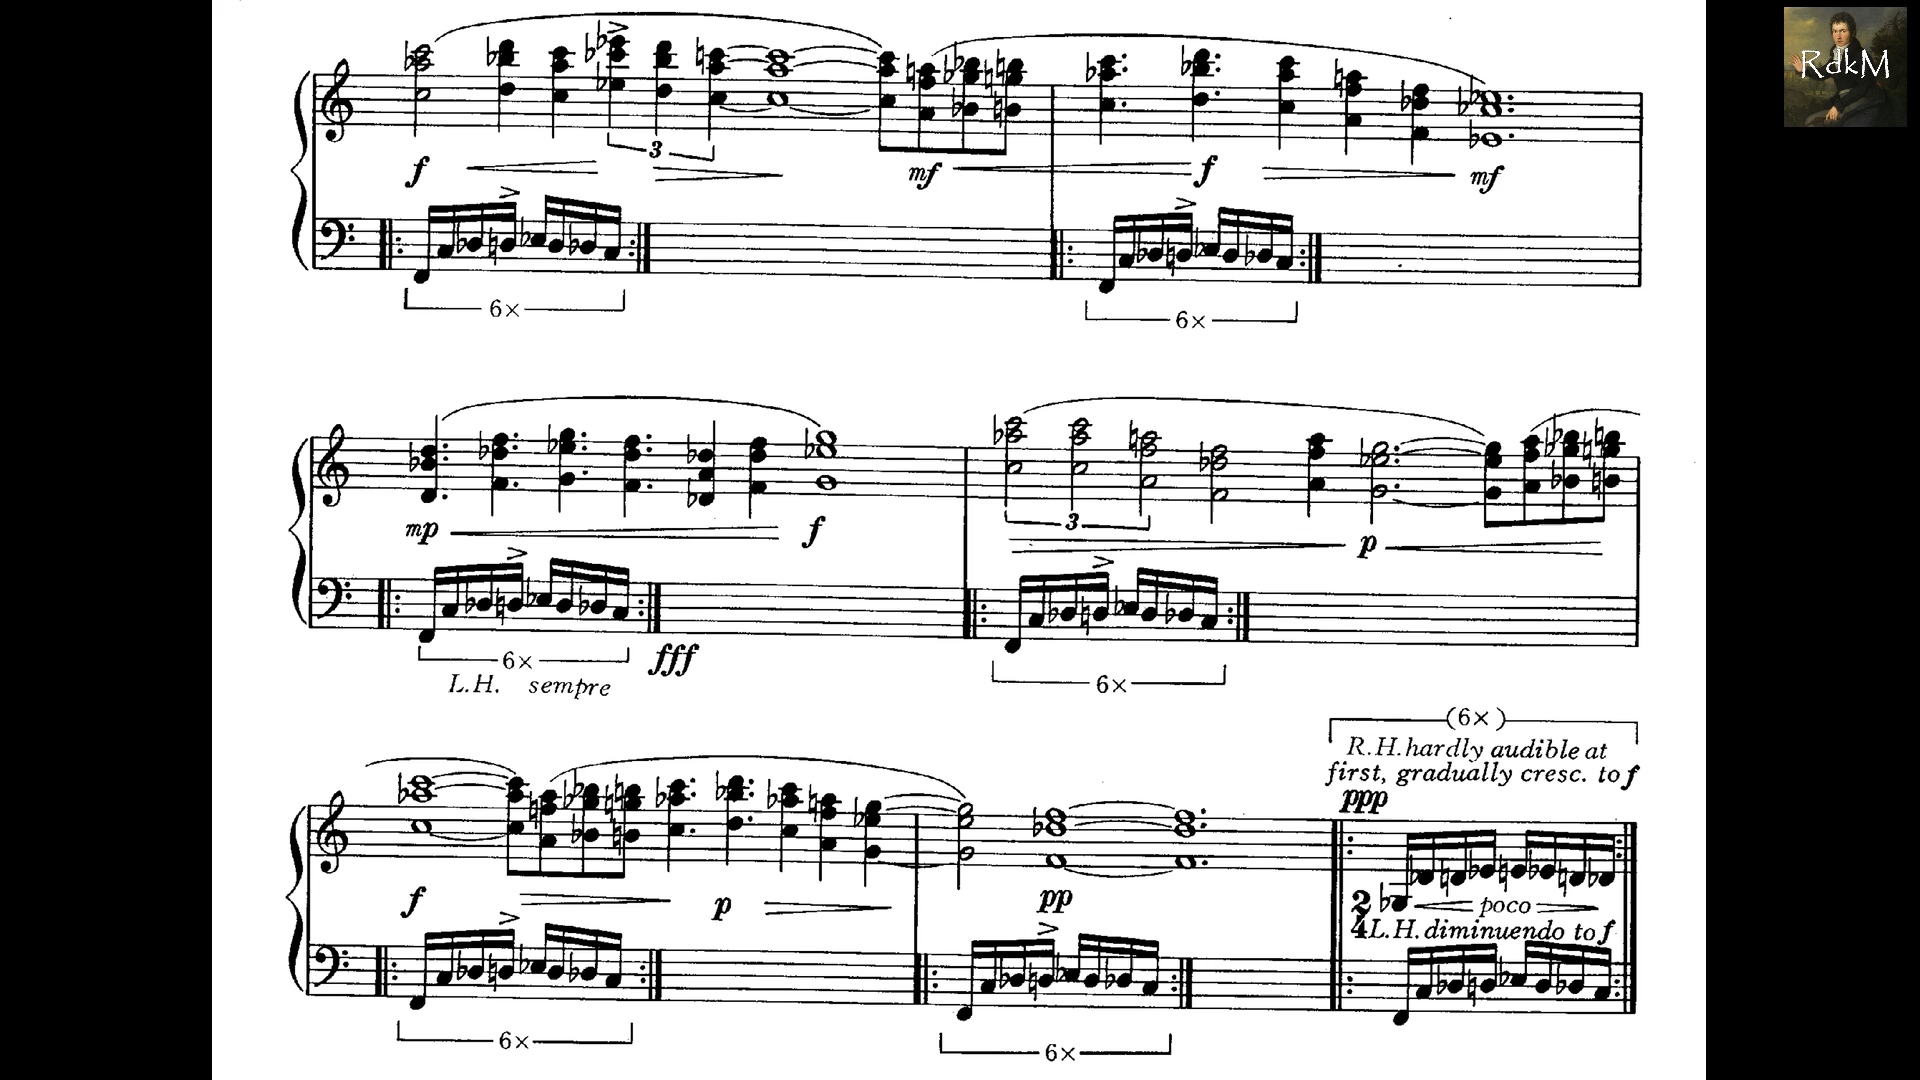 RdkM
3
f
mf
f
mf
6×
6×
mp
f
3
p
6×
fff
L.H. sempre
6×
(6×)
R.H. hardly audible at
first, gradually cresc. to f
ppp
f
p
pp
2
4
poco
L.H. diminuendo to f
6×
6×